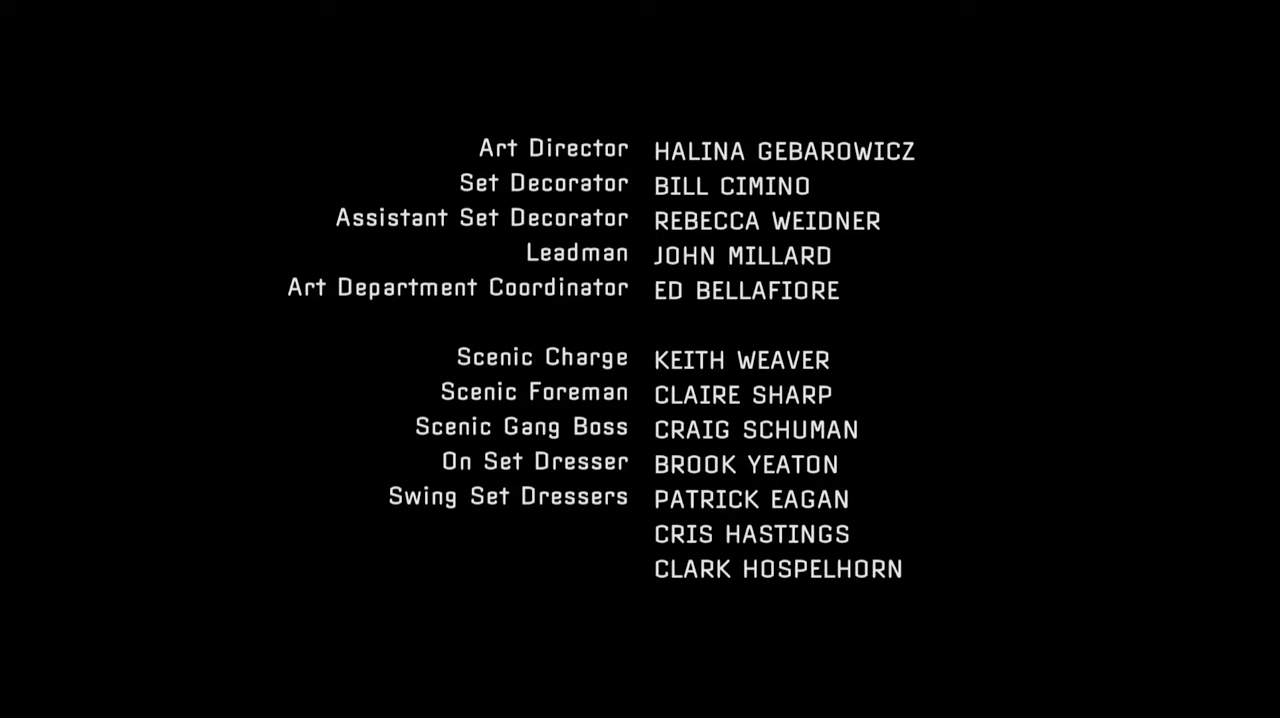 Art Director HALINA GEBAROWICZ
Set Decorator BILL CIMINO
Assistant Set Decorator REBECCA WEIDNER
Leadman JOHN MILLARD
Art Department Coordinator ED BELLAFIORE
Scenic Charge KEITH WEAVER
Scenic Foreman CLAIRE SHARP
Scenic Gang Boss CRAIG SCHUMAN
On Set Dresser BROOK YEATON
Swing Set Dressers PATRICK EAGAN
CRIS HASTINGS
CLARK HOSPELHORN